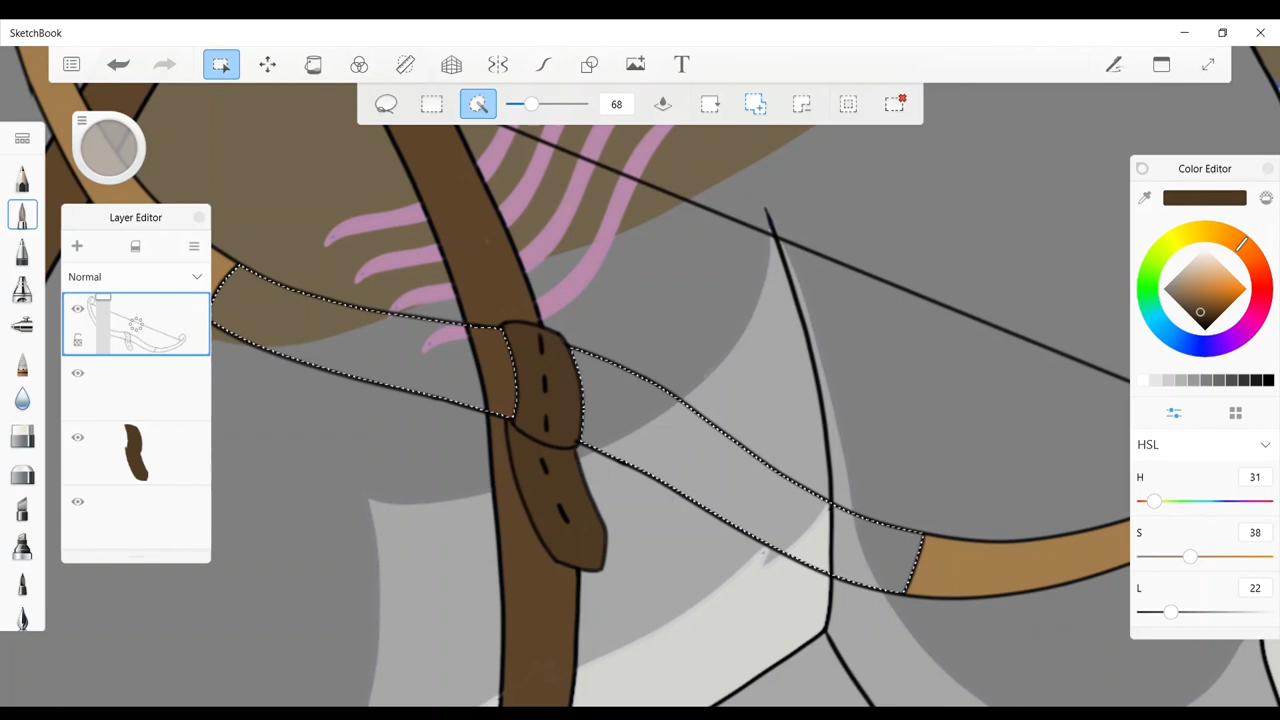 SketchBook
T
68
Layer Editor
Color Editor
Normal
HSL
H 31
S 38
L 22